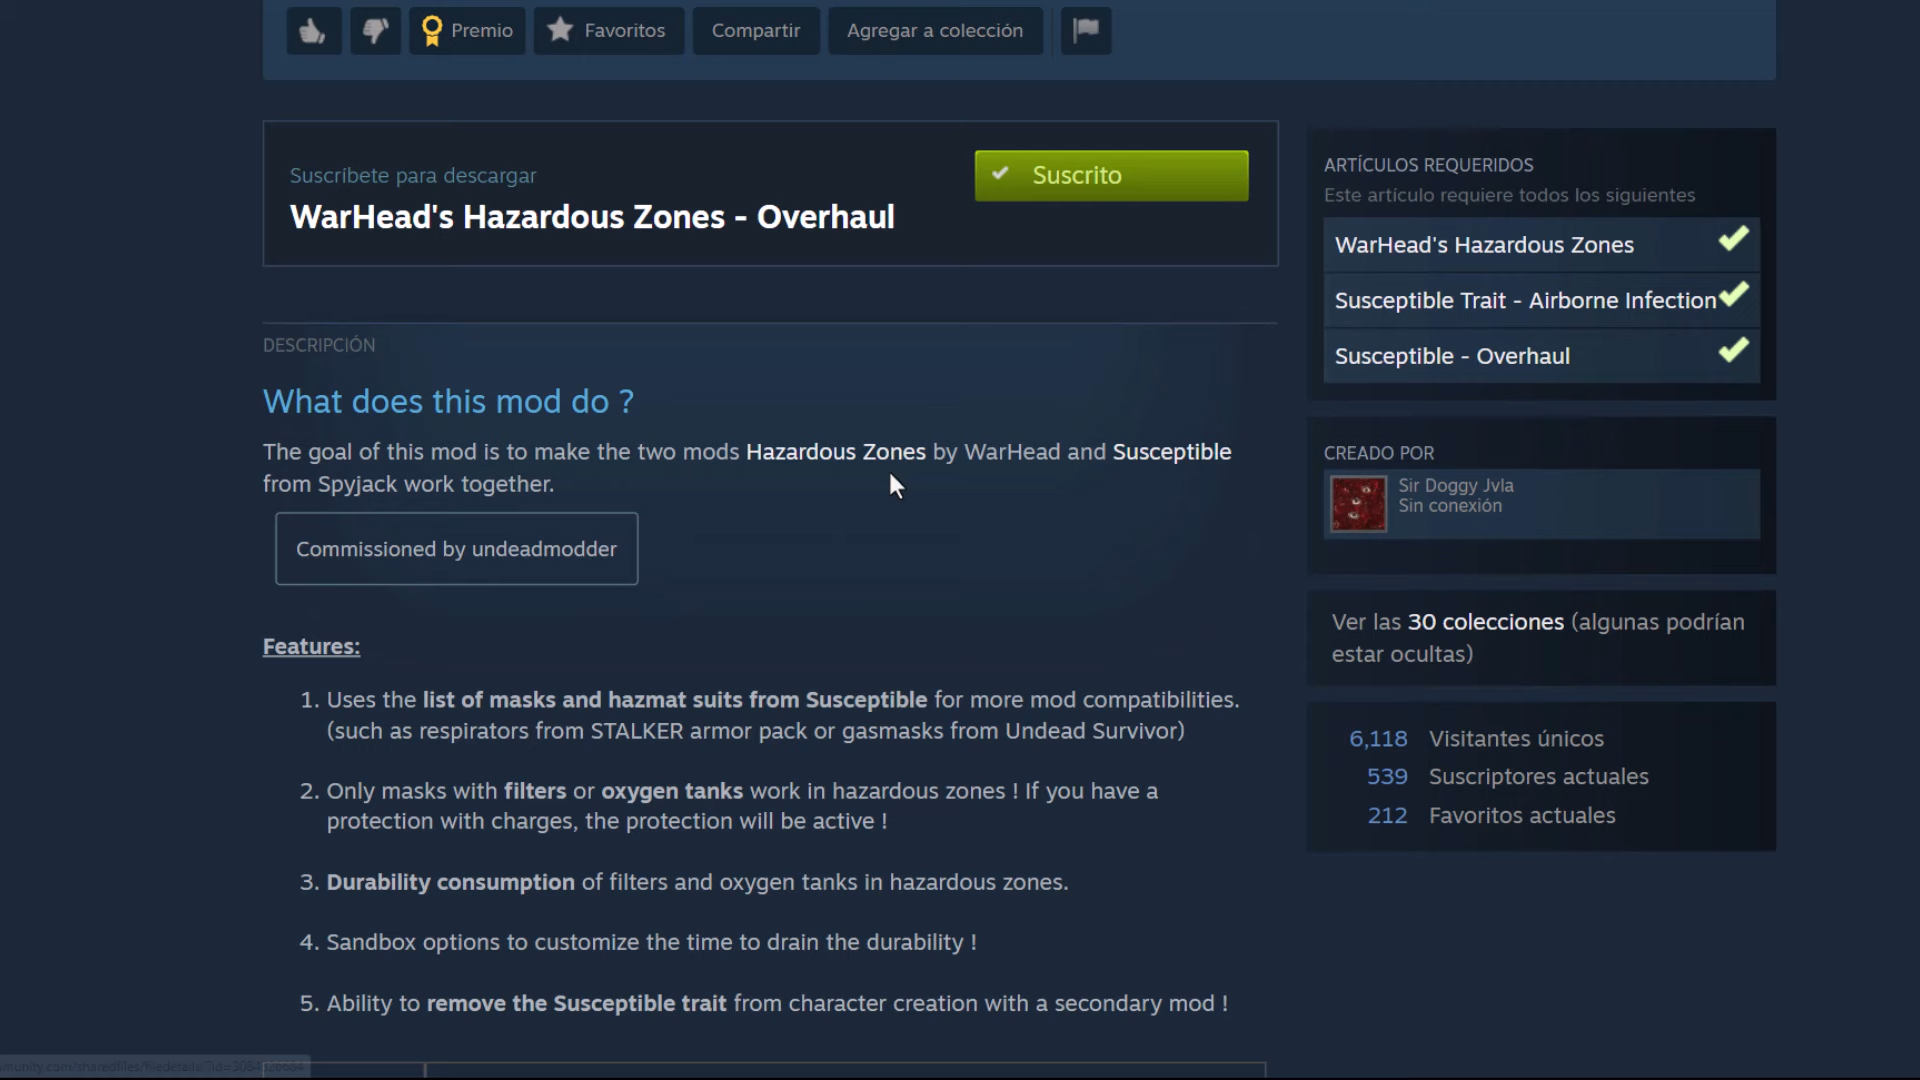 Premio
Favoritos
Compartir
Agregar a colección
Suscríbete para descargar
WarHead's Hazardous Zones - Overhaul
Suscrito
DESCRIPCIÓN
What does this mod do ?
The goal of this mod is to make the two mods Hazardous Zones by WarHead and Susceptible
from Spyjack work together.
Commissioned by undeadmodder
Features:
1. Uses the list of masks and hazmat suits from Susceptible for more mod compatibilities.
(such as respirators from STALKER armor pack or gasmasks from Undead Survivor)
2. Only masks with filters or oxygen tanks work in hazardous zones ! If you have a
protection with charges, the protection will be active !
3. Durability consumption of filters and oxygen tanks in hazardous zones.
4. Sandbox options to customize the time to drain the durability !
5. Ability to remove the Susceptible trait from character creation with a secondary mod !
ARTÍCULOS REQUERIDOS
Este artículo requiere todos los siguientes
WarHead's Hazardous Zones
Susceptible Trait - Airborne Infection
Susceptible - Overhaul
CREADO POR
Sir Doggy Jvla
Sin conexión
Ver las 30 colecciones (algunas podrían
estar ocultas)
6,118 Visitantes únicos
539 Suscriptores actuales
212 Favoritos actuales